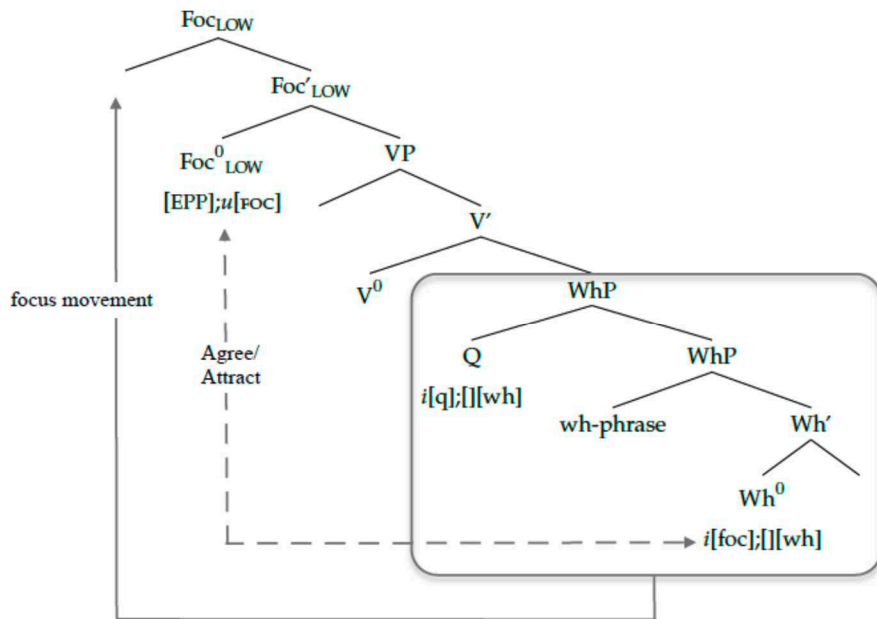 Foc_LOW
Foc'_LOW
Foc⁰_LOW
VP
[EPP];u[FOC]
V'
V⁰
WhP
focus movement
Agree/
Attract
Q
WhP
i[q];[][wh]
wh-phrase
Wh'
Wh⁰
i[foc];[][wh]